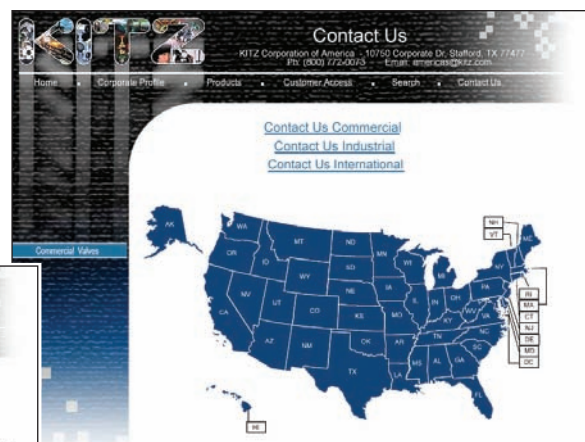 KITZ
Contact Us
KITZ Corporation of America - 10750 Corporate Dr, Stafford, TX 77477
Ph: (800) 772-0073 Email: americas@kitz.com
Home Corporate Profile Products Customer Access Search Contact Us
Contact Us Commercial
Contact Us Industrial
Contact Us International
Commercial Valves
AK
WA
MT
ND
MN
OR
ID
WY
SD
WI
MI
NH
VT
ME
NY
NV
UT
CO
NE
IA
IL
IN
OH
PA
RI
MA
CT
NJ
DE
MD
DC
CA
KS
MO
KY
WV
VA
AZ
NM
OK
AR
TN
NC
SC
TX
LA
MS
AL
GA
FL
HI